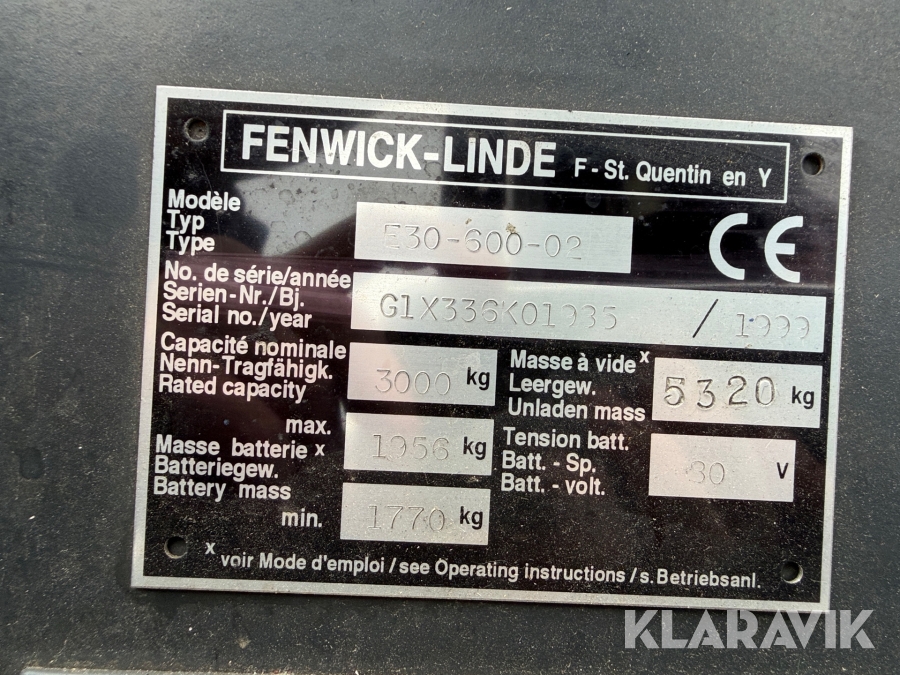 FENWICK-LINDE F - St. Quentin en Y
Modèle
Typ
Type
E30-600-02
CE
No. de série/année
Serien-Nr./Bj.
Serial no./year
G1X336K01985 / 1999
Capacité nominale
Nenn-Tragfähigk.
Rated capacity
3000 kg
Masse à vide x
Leergew.
Unladen mass
5320 kg
max.
1956 kg
Masse batterie x
Batteriegew.
Battery mass
min.
1770 kg
Tension batt.
Batt. - Sp.
Batt. - volt.
80 V
x voir Mode d'emploi / see Operating instructions / s. Betriebsanl.
KLARAVIK